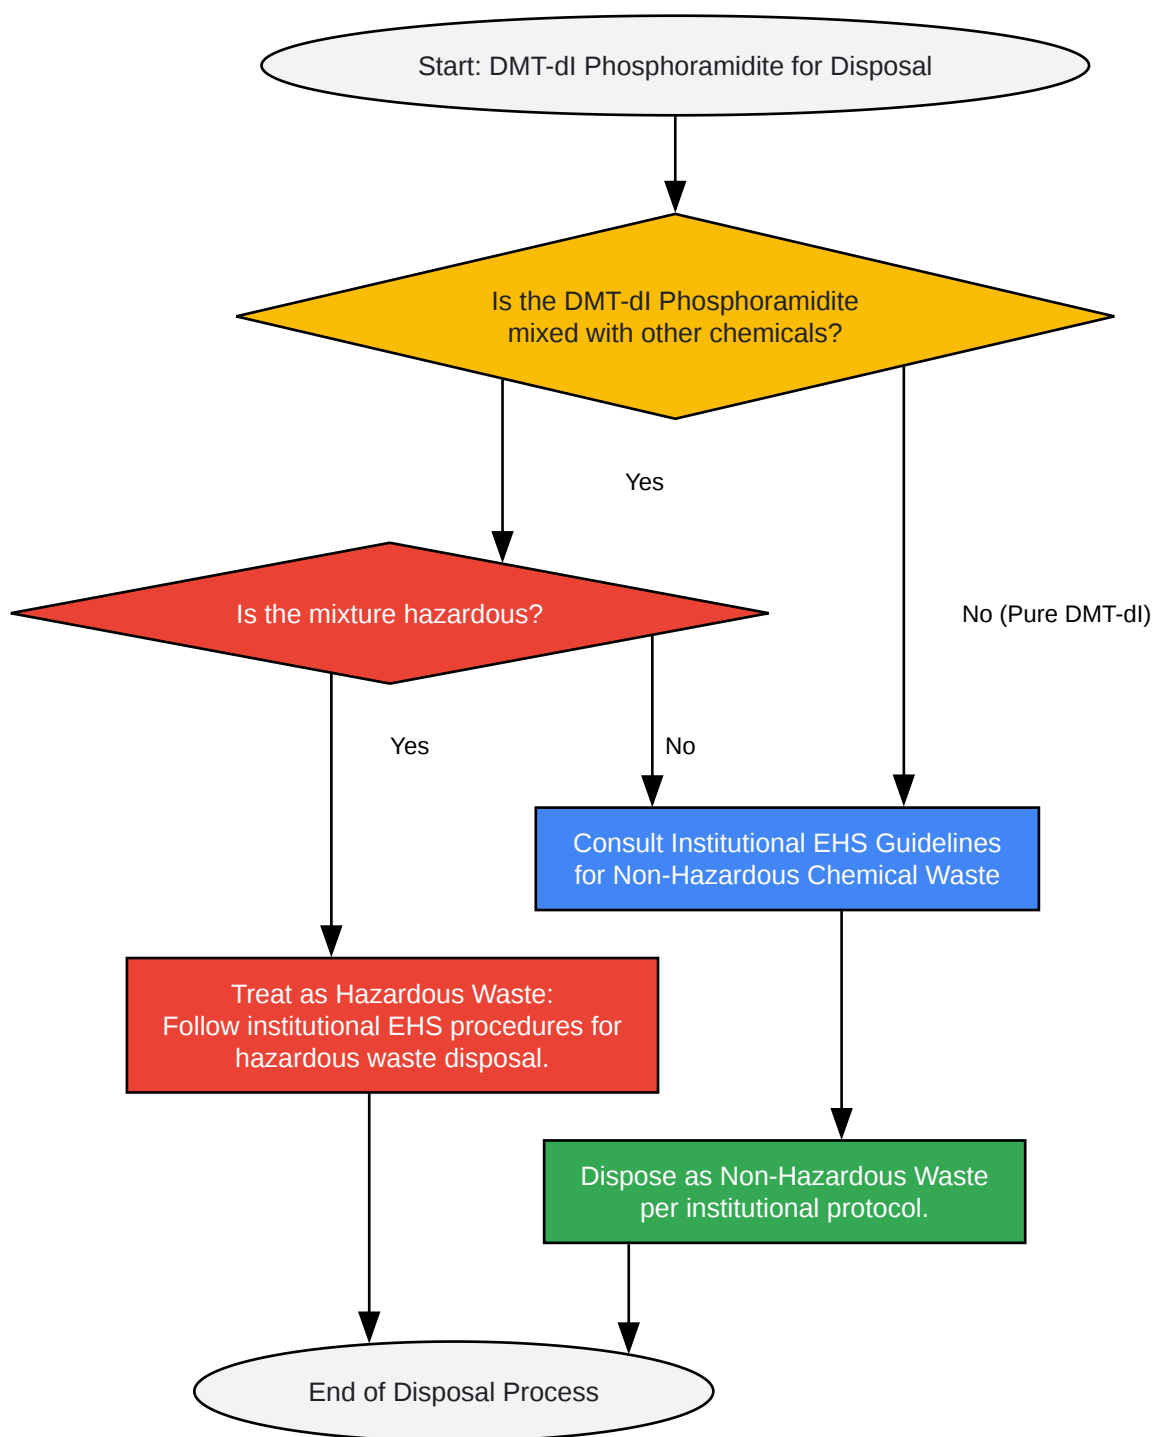 Start: DMT-dI Phosphoramidite for Disposal
Is the DMT-dI Phosphoramidite
mixed with other chemicals?
Yes
Is the mixture hazardous?
No (Pure DMT-dI)
Yes
No
Consult Institutional EHS Guidelines
for Non-Hazardous Chemical Waste
Treat as Hazardous Waste:
Follow institutional EHS procedures for
hazardous waste disposal.
Dispose as Non-Hazardous Waste
per institutional protocol.
End of Disposal Process